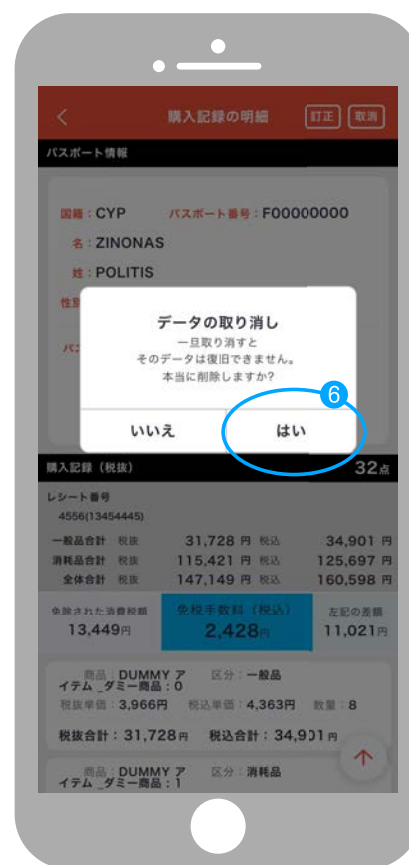 購入記録の明細 訂正 取消
パスポート情報
国籍：CYP パスポート番号：F00000000
名：ZINONAS
姓：POLITIS
データの取り消し
一旦取り消すと
そのデータは復旧できません。
本当に削除しますか?
6
いいえ はい
購入記録（税抜） 32点
レシート番号
4556(13454445)
一般品合計 税抜 31,728 円 税込 34,901 円
消耗品合計 税抜 115,421 円 税込 125,697 円
全体合計 税抜 147,149 円 税込 160,598 円
免除された消費税額 免税手数料（税込） 左記の差額
13,449円 2,428円 11,021円
商品：DUMMY ア 区分：一般品
イテム_ダミー商品：0
税抜単価：3,966円 税込単価：4,363円 数量：8
税抜合計：31,728円 税込合計：34,901円
商品：DUMMY ア 区分：消耗品
イテム_ダミー商品：1